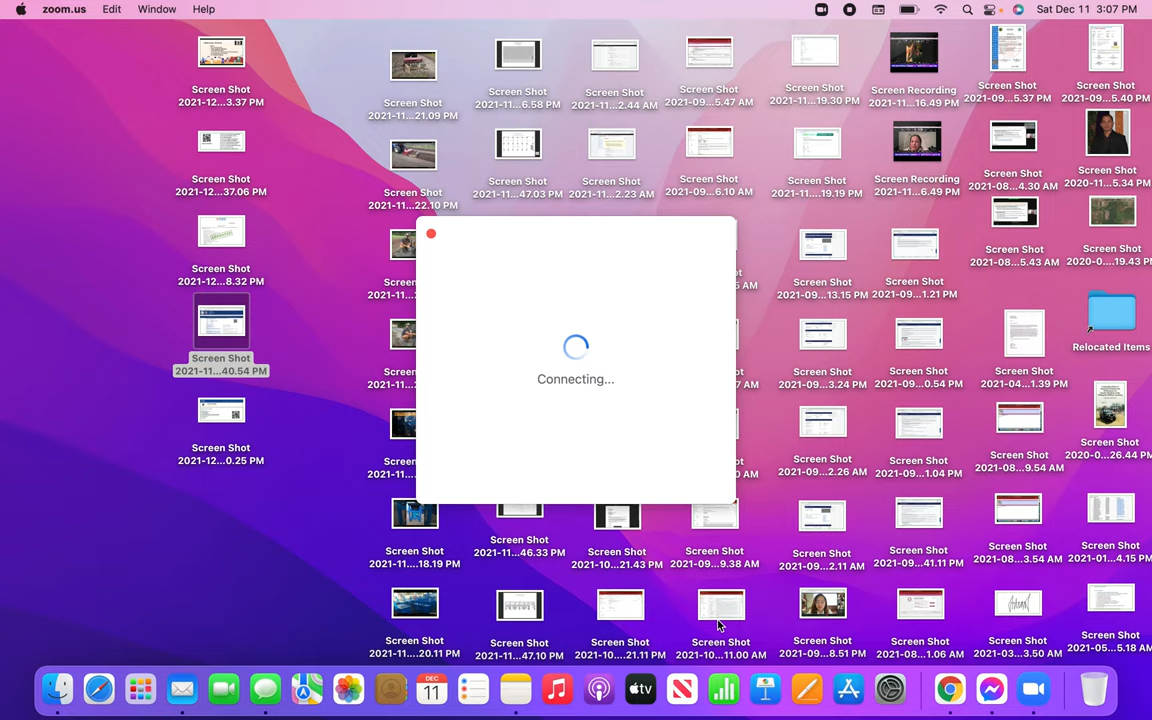 zoom.us Edit Window Help Sat Dec 11 3:07 PM
Screen Shot
2021-12...3.37 PM
Screen Shot
2021-12...37.06 PM
Screen Shot
2021-12...8.32 PM
Screen Shot
2021-11...40.54 PM
Screen Shot
2021-12...0.25 PM
Screen Shot
2021-11...21.09 PM
Screen Shot
2021-11...22.10 PM
Screen Shot
2021-11....18.19 PM
Screen Shot
2021-11....20.11 PM
Screen Shot
2021-11...6.58 PM
Screen Shot
2021-11...47.03 PM
Screen Shot
2021-11...46.33 PM
Screen Shot
2021-11...47.10 PM
Screen Shot
2021-11...2.44 AM
Screen Shot
2021-11...2.23 AM
Screen Shot
2021-10...21.43 PM
Screen Shot
2021-10....21.11 PM
Screen Shot
2021-09...5.47 AM
Screen Shot
2021-09...6.10 AM
Screen Shot
2021-09...9.38 AM
Screen Shot
2021-10...11.00 AM
Connecting...
Screen Shot
2021-11...19.30 PM
Screen Shot
2021-11....19.19 PM
Screen Shot
2021-09...13.15 PM
Screen Shot
2021-09...3.24 PM
Screen Shot
2021-09...2.26 AM
Screen Shot
2021-09...2.11 AM
Screen Shot
2021-09...8.51 PM
Screen Recording
2021-11...16.49 PM
Screen Recording
2021-11...6.49 PM
Screen Shot
2021-09...1.21 PM
Screen Shot
2021-09...0.54 PM
Screen Shot
2021-09...1.04 PM
Screen Shot
2021-09...41.11 PM
Screen Shot
2021-08...1.06 AM
Screen Shot
2021-09...5.37 PM
Screen Shot
2021-08...4.30 AM
Screen Shot
2021-08...5.43 AM
Screen Shot
2021-04...1.39 PM
Screen Shot
2021-08...9.54 AM
Screen Shot
2021-08...3.54 AM
Screen Shot
2021-03...3.50 AM
Screen Shot
2021-09...5.40 PM
Screen Shot
2020-11...5.34 PM
Screen Shot
2020-0....19.43 PM
Relocated Items
Screen Shot
2020-0...26.44 PM
Screen Shot
2021-01...4.15 PM
Screen Shot
2021-05...5.18 AM
DEC
11
tv